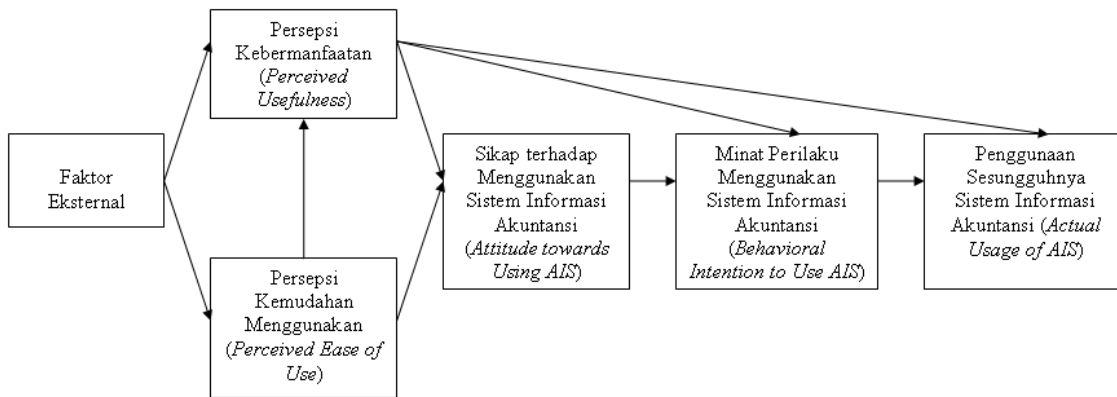 Persepsi
Kebermanfaatan
(Perceived
Usefulness)
Faktor
Eksternal
Persepsi
Kemudahan
Menggunakan
(Perceived Ease of
Use)
Sikap terhadap
Menggunakan
Sistem Informasi
Akuntansi
(Attitude towards
Using AIS)
Minat Perilaku
Menggunakan
Sistem Informasi
Akuntansi
(Behavioral
Intention to Use AIS)
Penggunaan
Sesungguhnya
Sistem Informasi
Akuntansi (Actual
Usage of AIS)